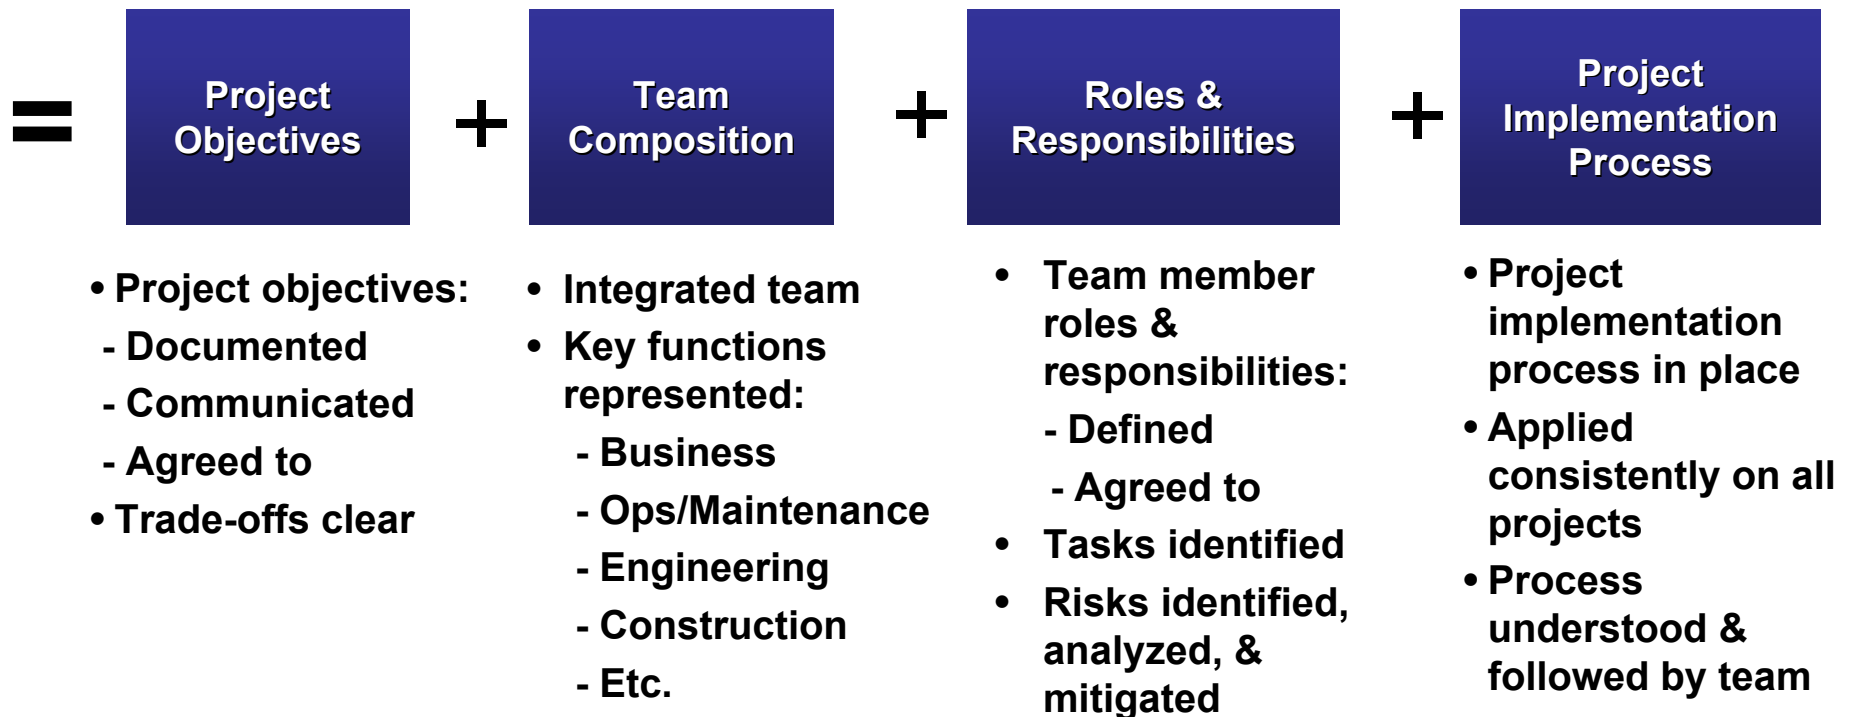 =
Project
Objectives
+
Team
Composition
+
Roles &
Responsibilities
+
Project
Implementation
Process
• Project objectives:
- Documented
- Communicated
- Agreed to
• Trade-offs clear
• Integrated team
• Key functions
represented:
- Business
- Ops/Maintenance
- Engineering
- Construction
- Etc.
• Team member
roles &
responsibilities:
- Defined
- Agreed to
• Tasks identified
• Risks identified,
analyzed, &
mitigated
• Project
implementation
process in place
• Applied
consistently on all
projects
• Process
understood &
followed by team